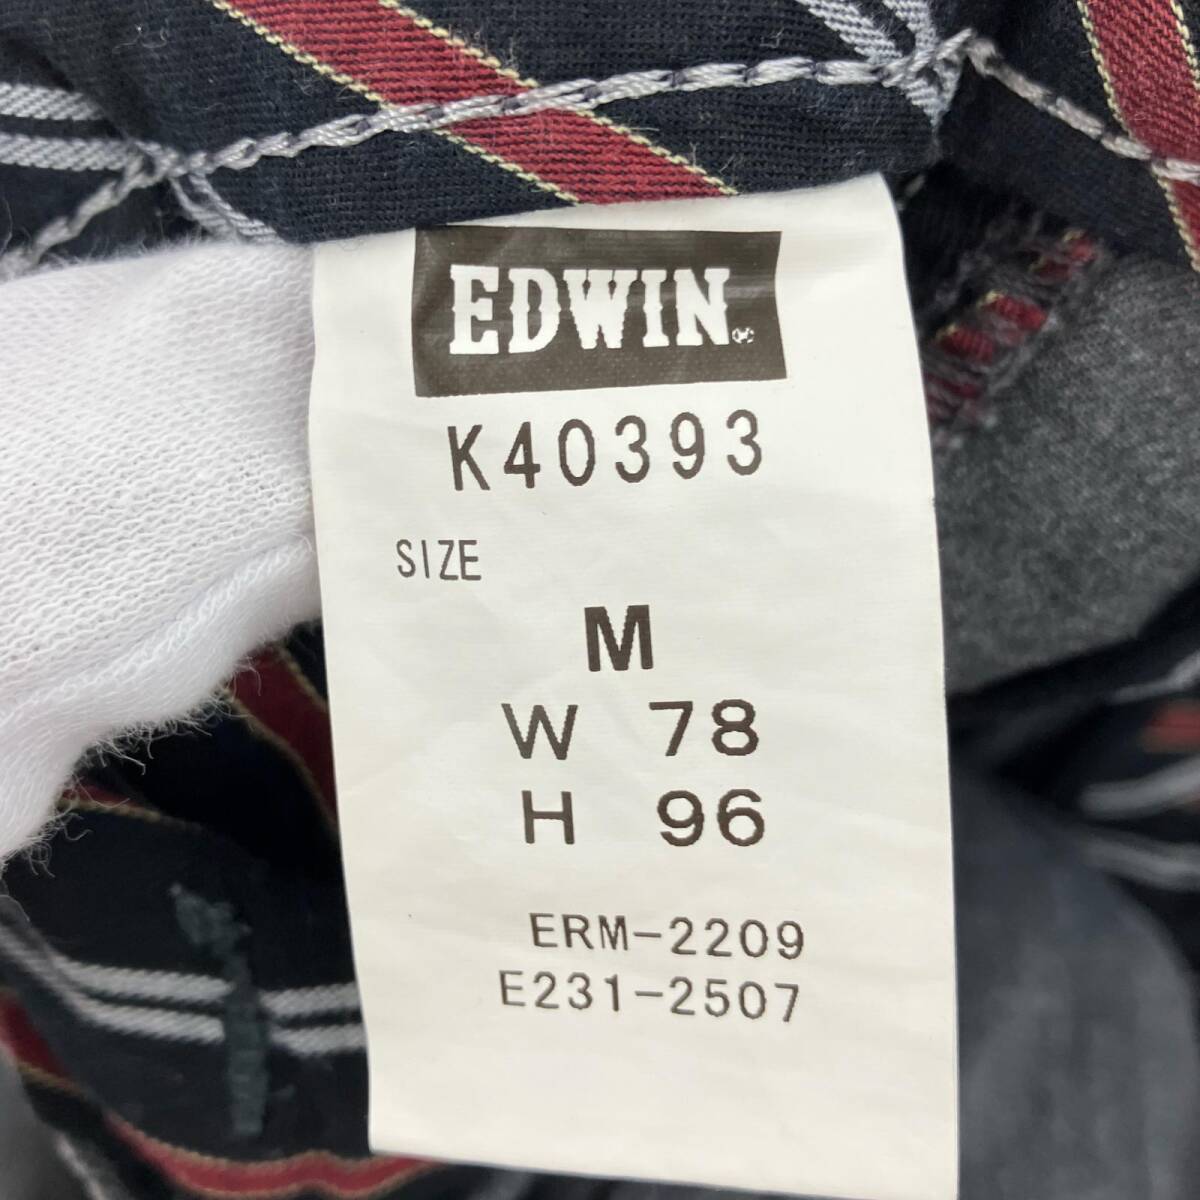 EDWIN
K40393
SIZE
M
W 78
H 96
ERM-2209
E231-2507